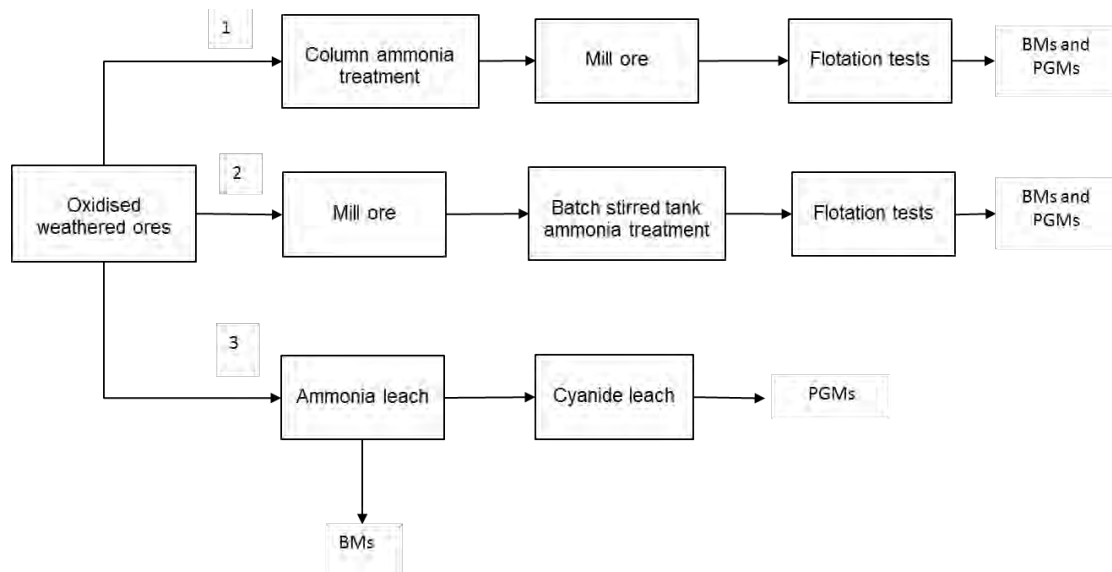 1
Column ammonia
treatment
Mill ore
Flotation tests
BMs and
PGMs
Oxidised
weathered ores
2
Mill ore
Batch stirred tank
ammonia treatment
Flotation tests
BMs and
PGMs
3
Ammonia leach
Cyanide leach
PGMs
BMs